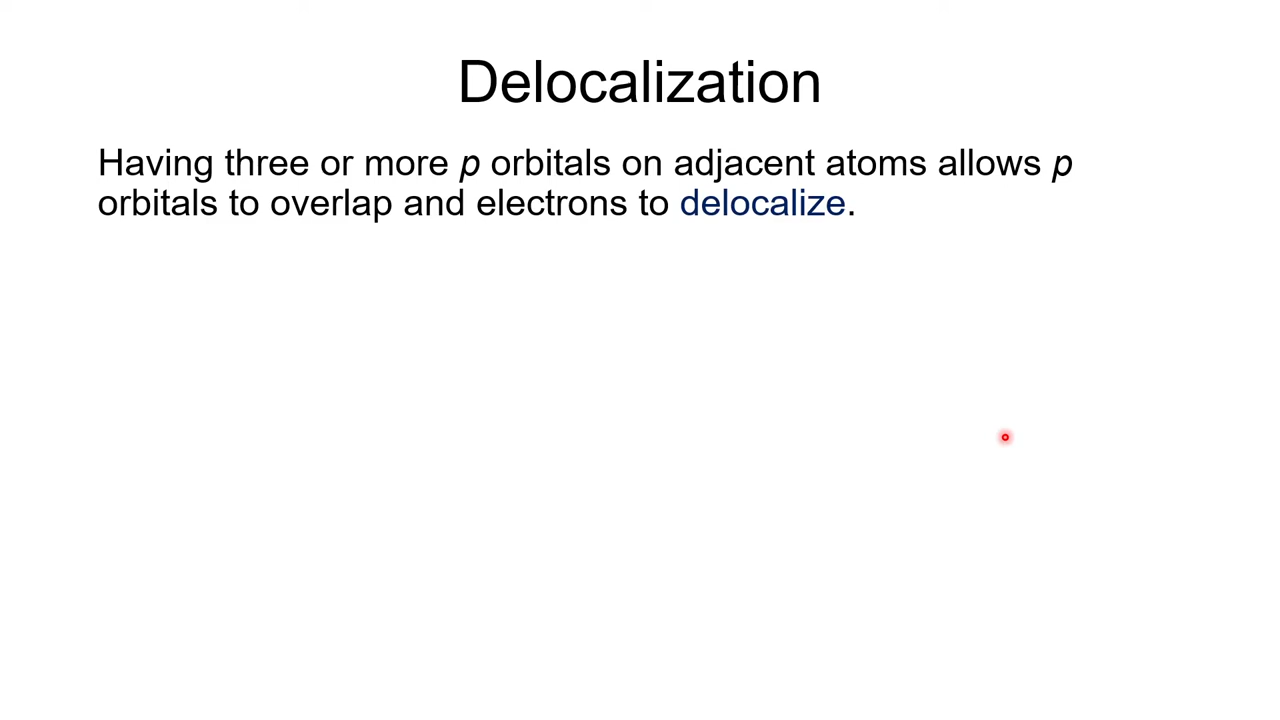 Delocalization
Having three or more p orbitals on adjacent atoms allows p
orbitals to overlap and electrons to delocalize.